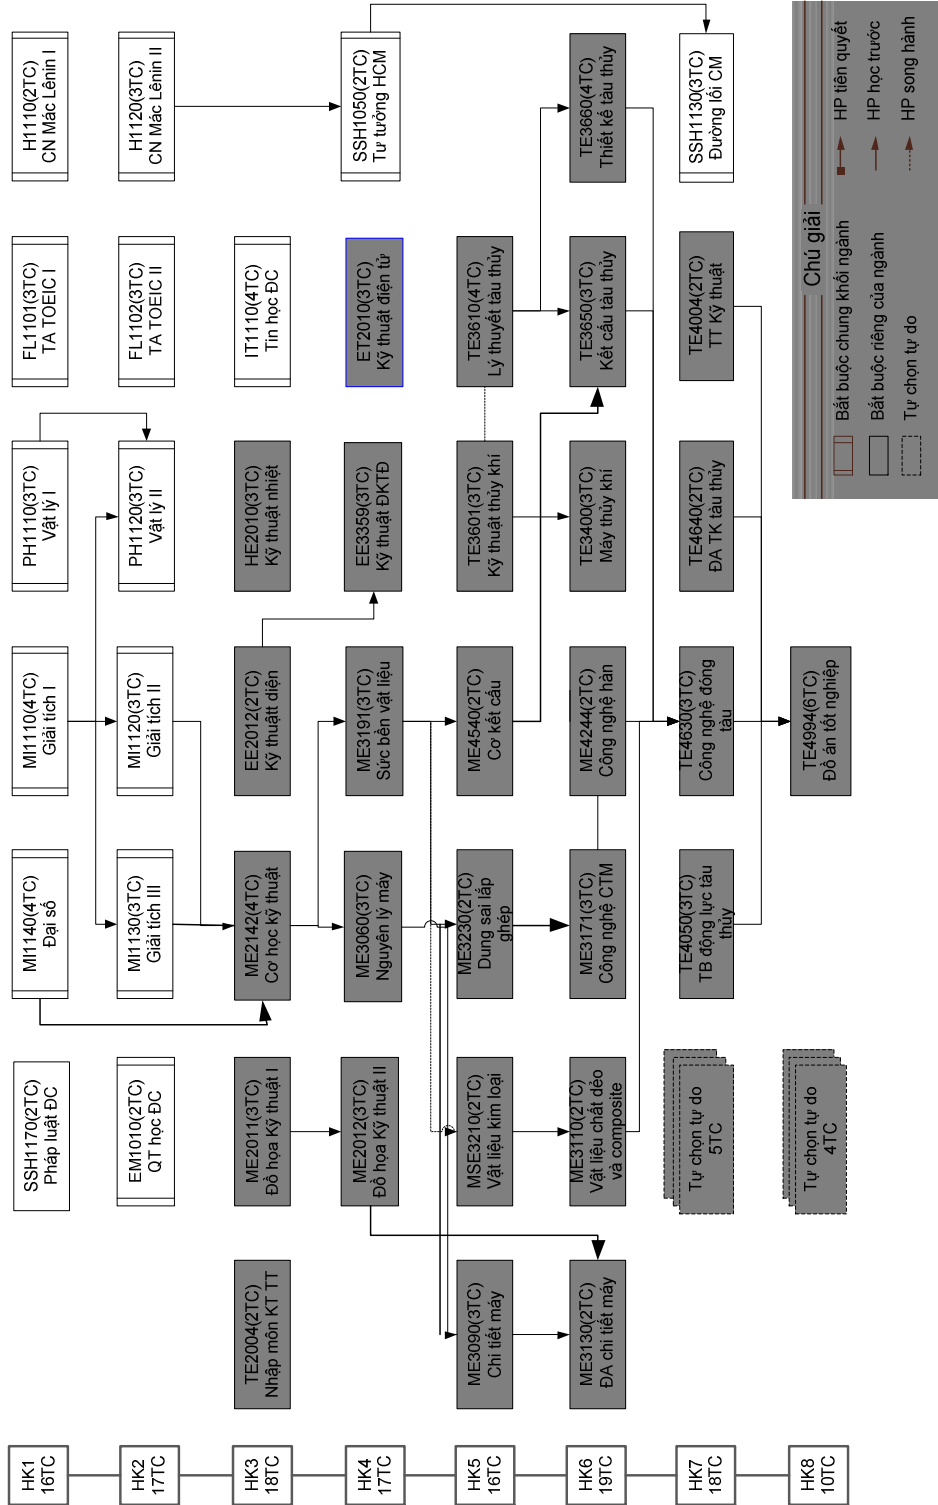 HK1
16TC
SSH1170(2TC)
Pháp luật ĐC
MI1140(4TC)
Đại số
MI1110(4TC)
Giải tích I
PH1110(3TC)
Vật lý I
FL1101(3TC)
TA TOEIC I
H1110(2TC)
CN Mác Lênin I
HK2
17TC
EM1010(2TC)
QT học ĐC
MI1130(3TC)
Giải tích III
MI1120(3TC)
Giải tích II
PH1120(3TC)
Vật lý II
FL1102(3TC)
TA TOEIC II
H1120(3TC)
CN Mác Lênin II
HK3
18TC
TE2004(2TC)
Nhập môn KT TT
ME2011(3TC)
Đồ họa Kỹ thuật I
ME2142(4TC)
Cơ học kỹ thuật
EE2012(2TC)
Kỹ thuật điện
HE2010(3TC)
Kỹ thuật nhiệt
IT1110(4TC)
Tin học ĐC
HK4
17TC
ME2012(3TC)
Đồ họa Kỹ thuật II
ME3060(3TC)
Nguyên lý máy
ME3191(3TC)
Sức bền vật liệu
EE3359(3TC)
Kỹ thuật ĐKTĐ
ET2010(3TC)
Kỹ thuật điện tử
SSH1050(2TC)
Tư tưởng HCM
HK5
16TC
ME3090(3TC)
Chi tiết máy
MSE3210(2TC)
Vật liệu kim loại
ME3230(2TC)
Dung sai lắp
ghép
ME4540(2TC)
Cơ kết cấu
TE3601(3TC)
Kỹ thuật thủy khí
TE3610(4TC)
Lý thuyết tàu thủy
HK6
19TC
ME3130(2TC)
ĐA chi tiết máy
ME3110(2TC)
Vật liệu chất dẻo
và composite
ME3171(3TC)
Công nghệ CTM
ME4244(2TC)
Công nghệ hàn
TE3400(3TC)
Máy thủy khí
TE3650(3TC)
Kết cấu tàu thủy
TE3660(4TC)
Thiết kế tàu thủy
HK7
18TC
Tự chọn tự do
5TC
TE4050(3TC)
TB động lực tàu
thủy
TE4630(3TC)
Công nghệ đóng
tàu
TE4640(2TC)
ĐA TK tàu thủy
TE4004(2TC)
TT Kỹ thuật
SSH1130(3TC)
Đường lối CM
HK8
10TC
Tự chọn tự do
4TC
TE4994(6TC)
Đồ án tốt nghiệp
Chú giải
Bắt buộc chung khối ngành
HP tiên quyết
Bắt buộc riêng của ngành
HP học trước
Tự chọn tự do
HP song hành